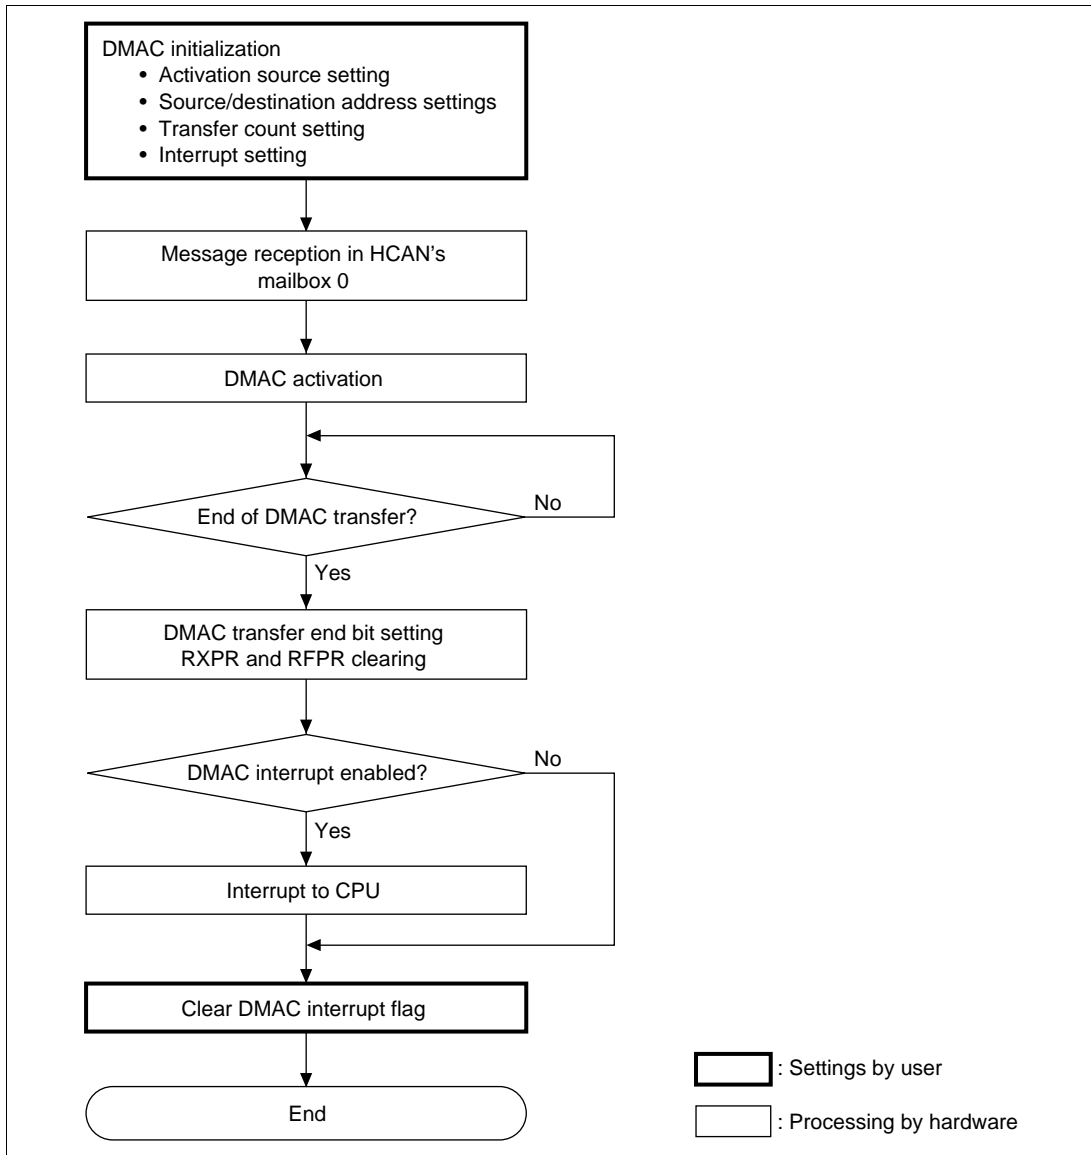 DMAC initialization
• Activation source setting
• Source/destination address settings
• Transfer count setting
• Interrupt setting
Message reception in HCAN's
mailbox 0
DMAC activation
End of DMAC transfer?
No
Yes
DMAC transfer end bit setting
RXPR and RFPR clearing
DMAC interrupt enabled?
No
Yes
Interrupt to CPU
Clear DMAC interrupt flag
End
: Settings by user
: Processing by hardware